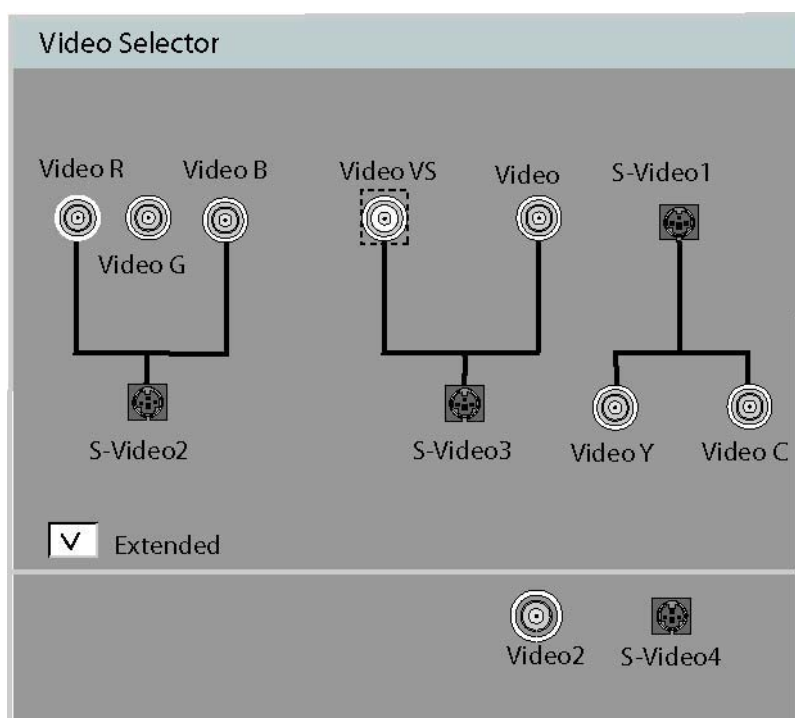 Video Selector
Video R
Video B
Video VS
Video
S-Video1
Video G
S-Video2
S-Video3
Video Y
Video C
V Extended
Video2
S-Video4